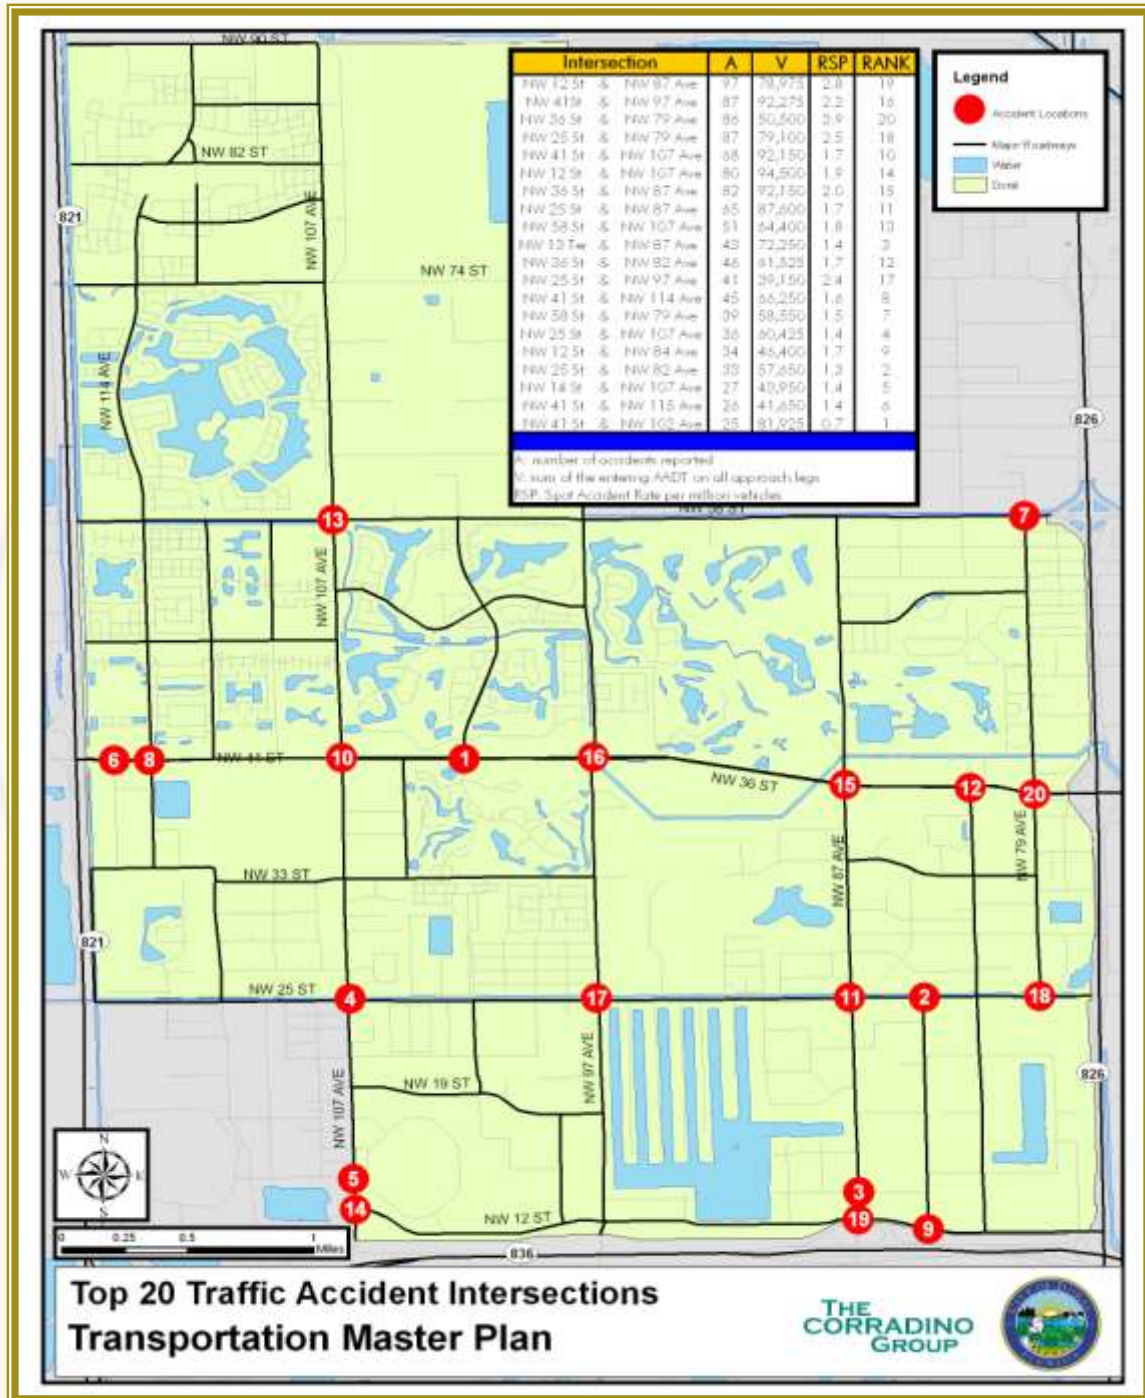 NW 90 ST
Intersection A V RSP RANK
NW 12 St & NW 87 Ave 97 78,975 2.8 19
NW 41St & NW 97 Ave 87 92,275 2.2 16
NW 36 St & NW 79 Ave 86 50,500 3.9 20
NW 25 St & NW 79 Ave 87 79,100 2.5 18
NW 41 St & NW 107 Ave 68 92,150 1.7 10
NW 12 St & NW 107 Ave 80 94,500 1.9 14
NW 36 St & NW 87 Ave 82 92,150 2.0 15
NW 25 St & NW 87 Ave 65 87,600 1.7 11
NW 58 St & NW 107 Ave 51 64,400 1.8 13
NW 13 Ter & NW 87 Ave 43 72,250 1.4 3
NW 36 St & NW 82 Ave 46 61,525 1.7 12
NW 25 St & NW 97 Ave 41 39,150 2.4 17
NW 41 St & NW 114 Ave 45 66,250 1.6 8
NW 58 St & NW 79 Ave 39 58,550 1.5 7
NW 25 St & NW 107 Ave 36 60,425 1.4 4
NW 12 St & NW 84 Ave 34 46,400 1.7 9
NW 25 St & NW 82 Ave 33 57,650 1.3 2
NW 14 St & NW 107 Ave 27 1.4 5
NW 41 St & NW 115 Ave 26 41,650 1.4 6
NW 41 St & NW 102 Ave 25 81,925 0.7 1
A: number of accidents reported
V: sum of the entering AADT on all approach legs
RSP: Spot Accident Rate per million vehicles
Legend
Accident Locations
Major Roadways
Water
Doral
NW 82 ST
821
NW 107 AVE
NW 74 ST
NW 114 AVE
826
NW 58 ST
13
7
NW 107 AVE
6
8
NW 41 ST
10
1
16
NW 36 ST
15
12
20
NW 87 AVE
NW 79 AVE
NW 33 ST
821
NW 25 ST
4
17
11
2
18
NW 97 AVE
NW 19 ST
826
NW 107 AVE
5
14
3
19
9
NW 12 ST
N
W E
S
0 0.25 0.5 1
Miles
836
Top 20 Traffic Accident Intersections
Transportation Master Plan
THE
CORRADINO
GROUP